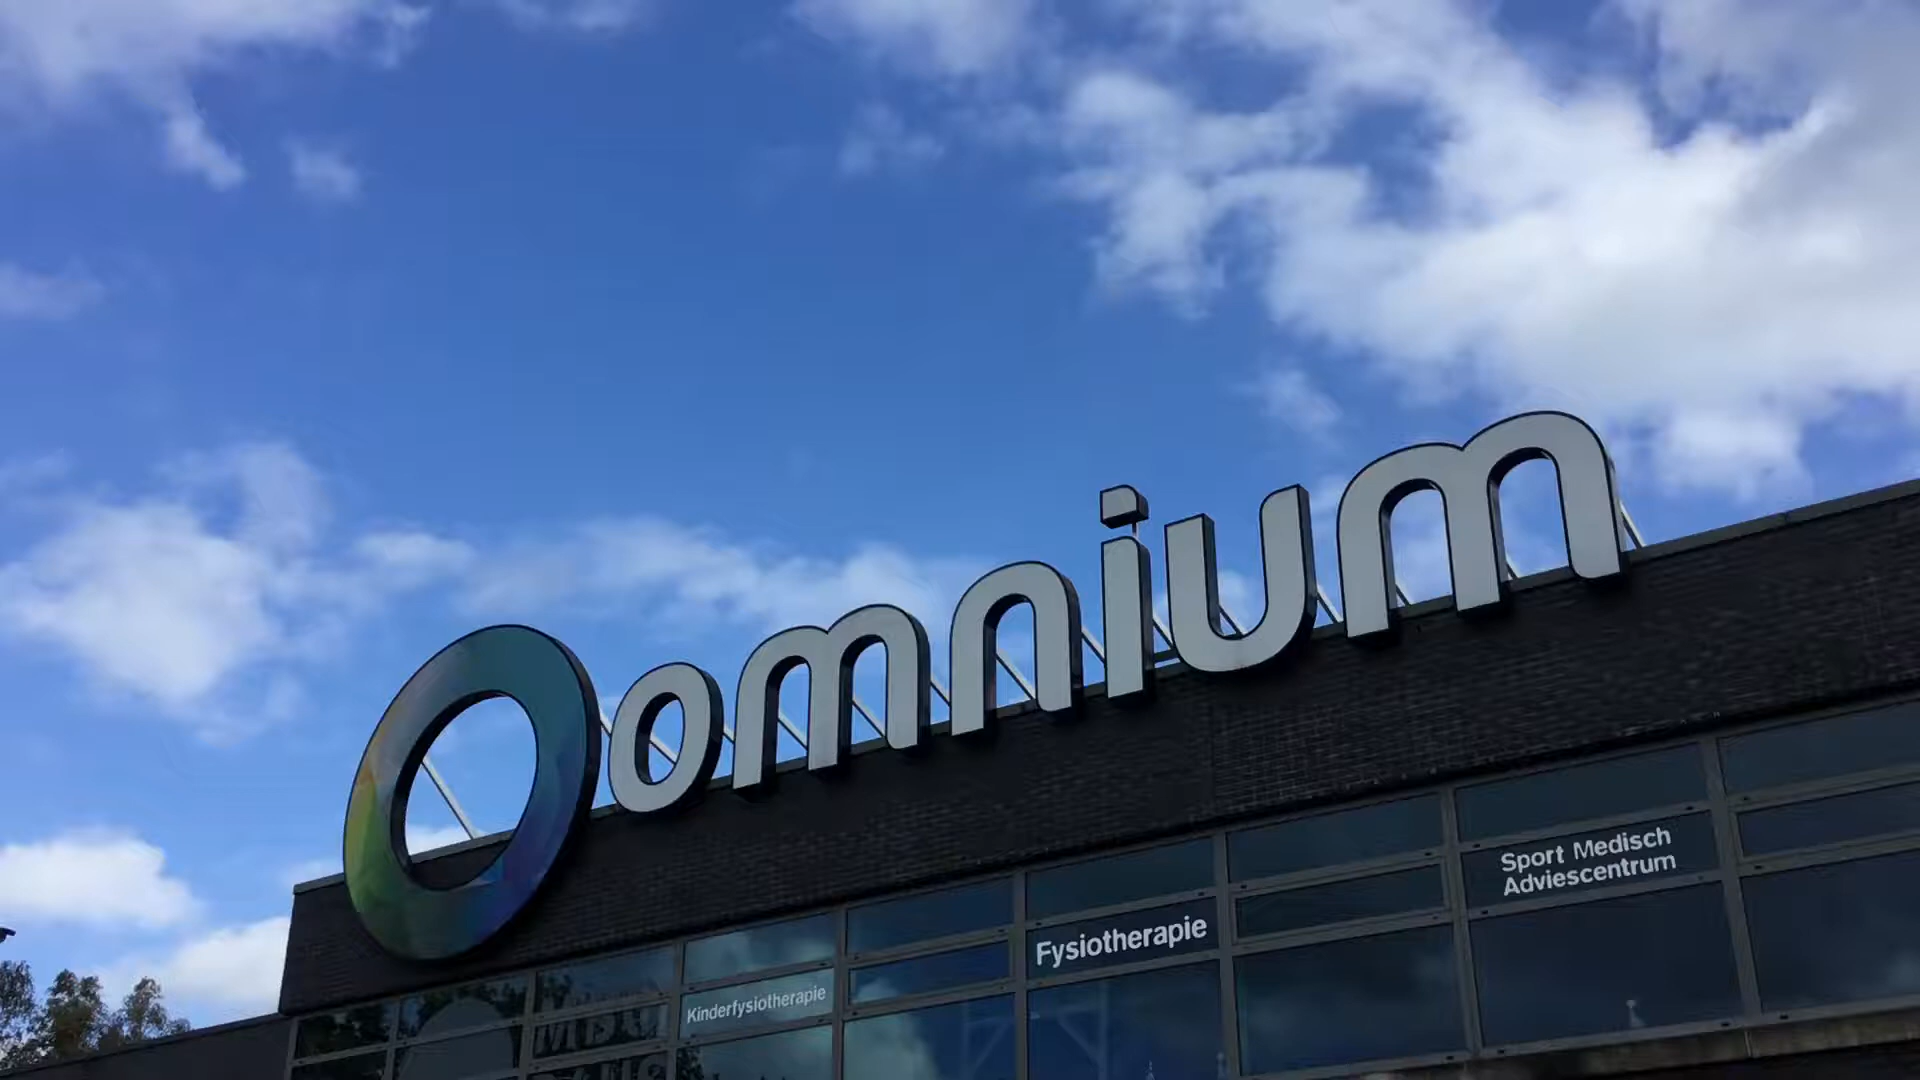 omnium
Kinderfysiotherapie
Fysiotherapie
Sport Medisch
Adviescentrum